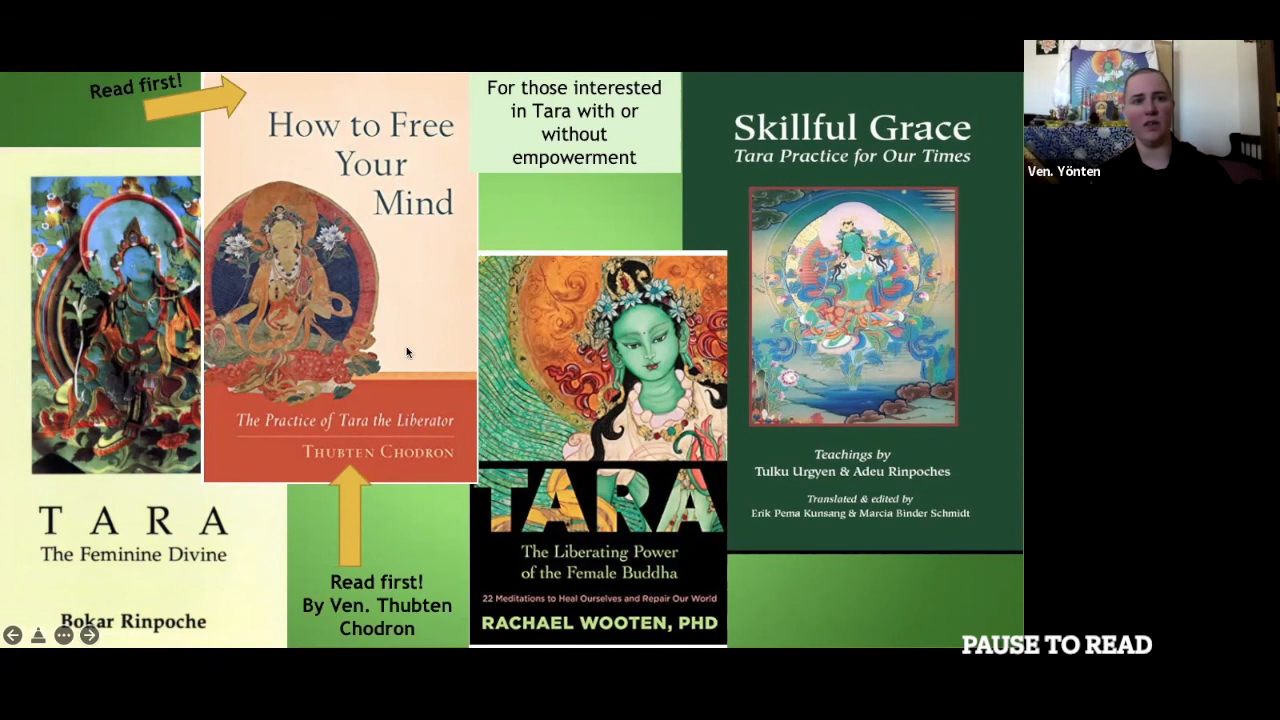 Read first!
How to Free
Your
Mind
The Practice of Tara the Liberator
THUBTEN CHODRON
Read first!
By Ven. Thubten
Chodron
TARA
The Feminine Divine
Bokar Rinpoche
For those interested
in Tara with or
without
empowerment
TARA
The Liberating Power
of the Female Buddha
22 Meditations to Heal Ourselves and Repair Our World
RACHAEL WOOTEN, PHD
Skillful Grace
Tara Practice for Our Times
Teachings by
Tulku Urgyen & Adeu Rinpoches
Translated & edited by
Erik Pema Kunsang & Marcia Binder Schmidt
Ven. Yönten
PAUSE TO READ